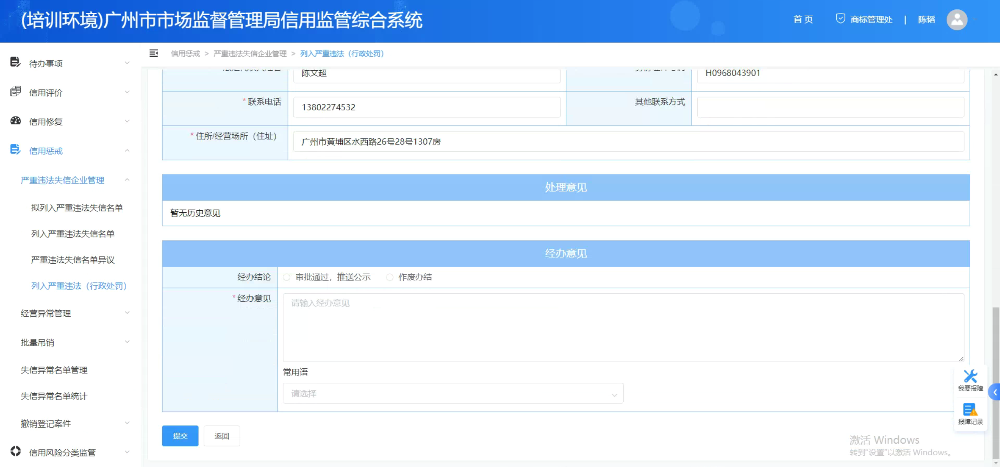 (培训环境)广州市市场监督管理局信用监管综合系统
首页
商标管理处 | 陈韬
待办事项
信用评价
信用修复
信用惩戒
严重违法失信企业管理
拟列入严重违法失信名单
列入严重违法失信名单
严重违法失信名单异议
列入严重违法（行政处罚）
经营异常管理
批量吊销
失信异常名单管理
失信异常名单统计
撤销登记案件
信用风险分类监管
信用惩戒 > 严重违法失信企业管理 > 列入严重违法（行政处罚）
陈文超
H0968043901
*联系电话
13802274532
其他联系方式
*住所/经营场所（住址）
广州市黄埔区水西路26号28号1307房
处理意见
暂无历史意见
经办意见
经办结论
审批通过，推送公示
作废办结
*经办意见
请输入经办意见
常用语
请选择
提交
返回
我要报障
报障记录
激活 Windows
转到"设置"以激活 Windows。